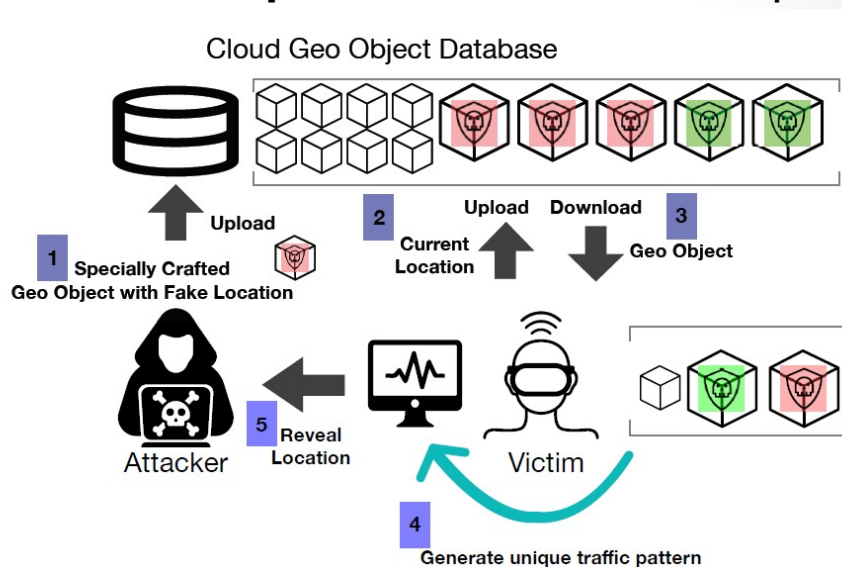 Cloud Geo Object Database
2
Upload Download
3
Upload
Current
Location
Geo Object
1
Specially Crafted
Geo Object with Fake Location
5
Reveal
Location
Attacker
Victim
4
Generate unique traffic pattern